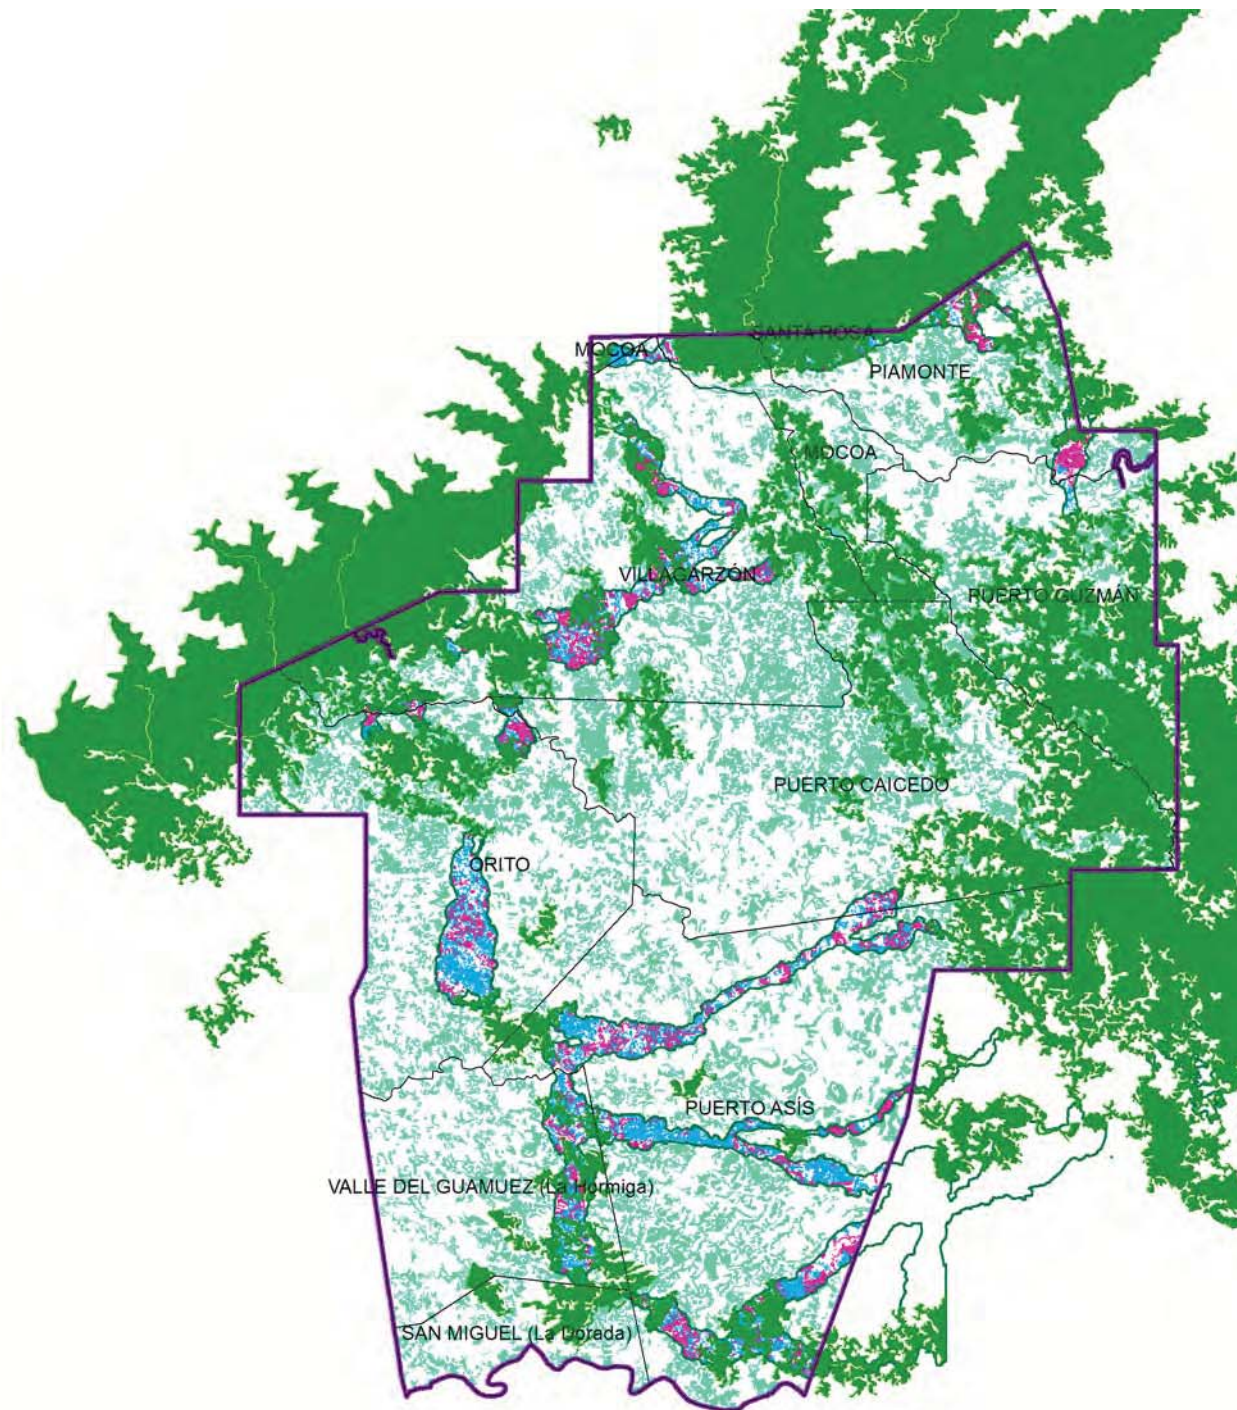 SANTA ROSA
MOCOA
PIAMONTE
MOCOA
VILLAGARZÓN
PUERTO GUZMÁN
PUERTO CAICEDO
ORITO
PUERTO ASÍS
VALLE DEL GUAMUEZ (La Hormiga)
SAN MIGUEL (La Dorada)